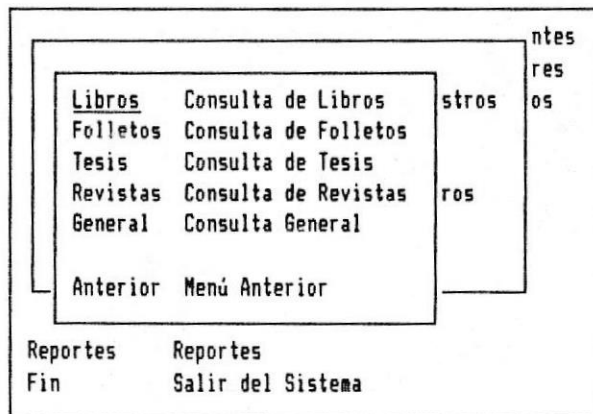 ntes
res
Libros Consulta de Libros stros os
Folletos Consulta de Folletos
Tesis Consulta de Tesis
Revistas Consulta de Revistas ros
General Consulta General
Anterior Menú Anterior
Reportes Reportes
Fin Salir del Sistema